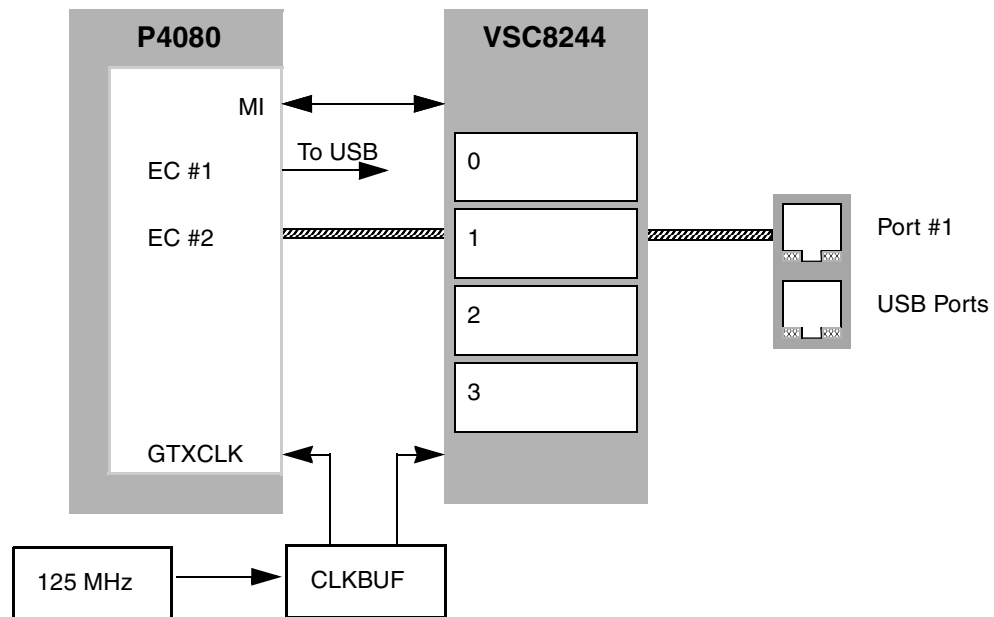 P4080
VSC8244
MI
To USB
EC #1
0
EC #2
1
Port #1
2
USB Ports
3
GTXCLK
125 MHz
CLKBUF